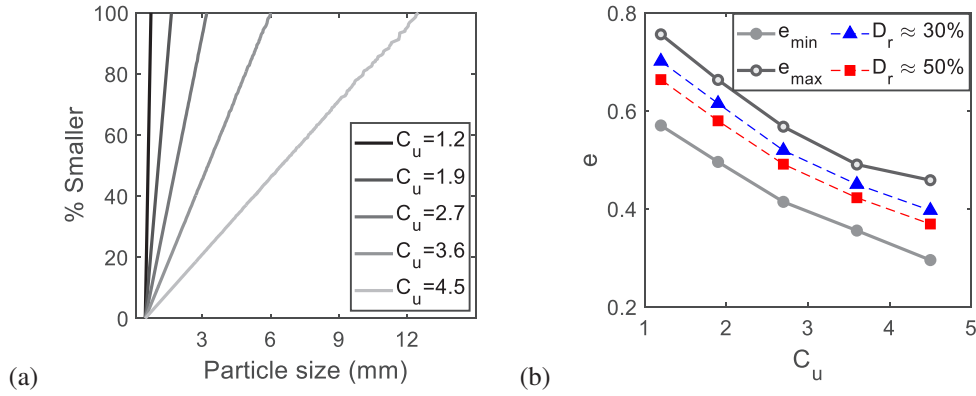 100
80
60
40
20
0
% Smaller
C_u=1.2
C_u=1.9
C_u=2.7
C_u=3.6
C_u=4.5
3 6 9 12
Particle size (mm)
(a)
0.8
0.6
0.4
0.2
e
e_min D_r ≈ 30%
e_max D_r ≈ 50%
1 2 3 4 5
C_u
(b)